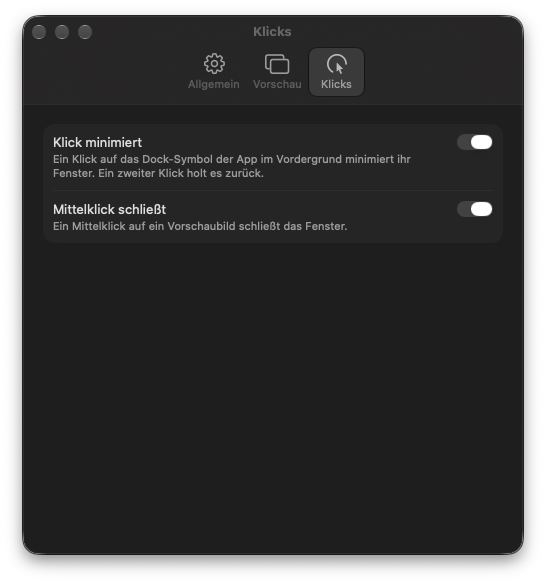 Klicks
Allgemein
Vorschau
Klicks
Klick minimiert
Ein Klick auf das Dock-Symbol der App im Vordergrund minimiert ihr
Fenster. Ein zweiter Klick holt es zurück.
Mittelklick schließt
Ein Mittelklick auf ein Vorschaubild schließt das Fenster.